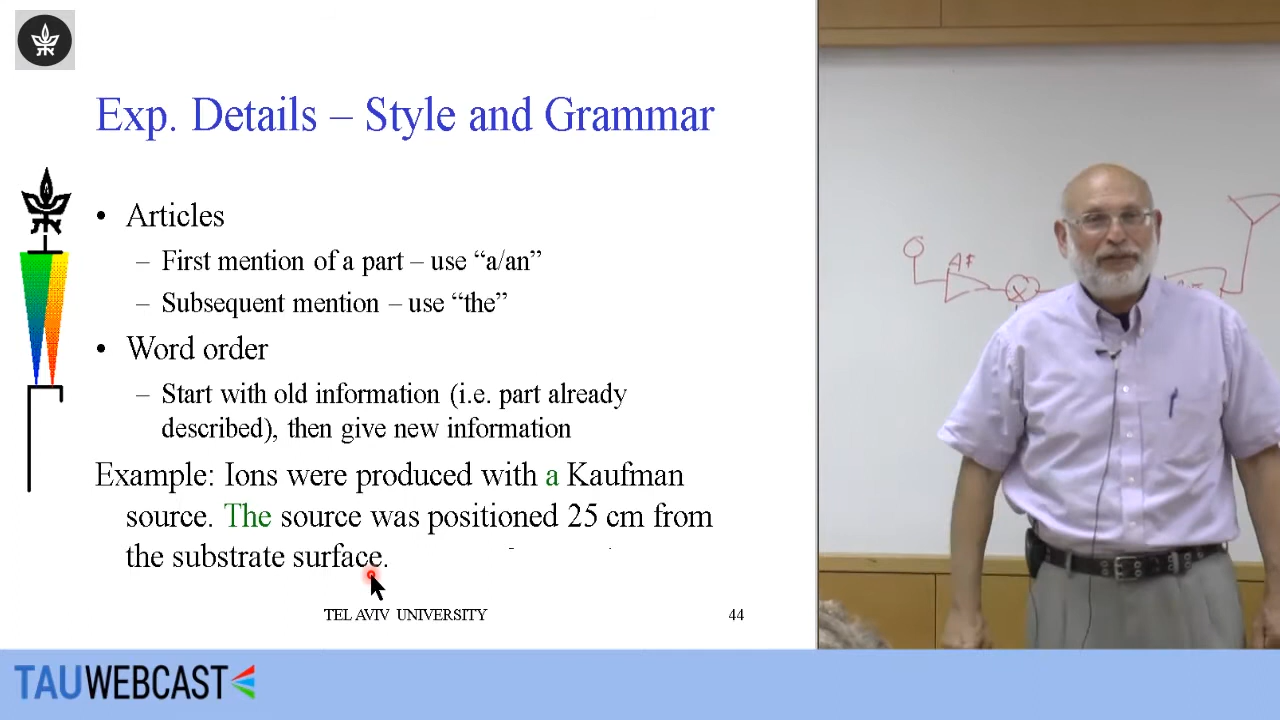 Exp. Details – Style and Grammar
• Articles
– First mention of a part – use “a/an”
– Subsequent mention – use “the”
• Word order
– Start with old information (i.e. part already
described), then give new information
Example: Ions were produced with a Kaufman
source. The source was positioned 25 cm from
the substrate surface.
TEL AVIV UNIVERSITY
44
TAUWEBCAST